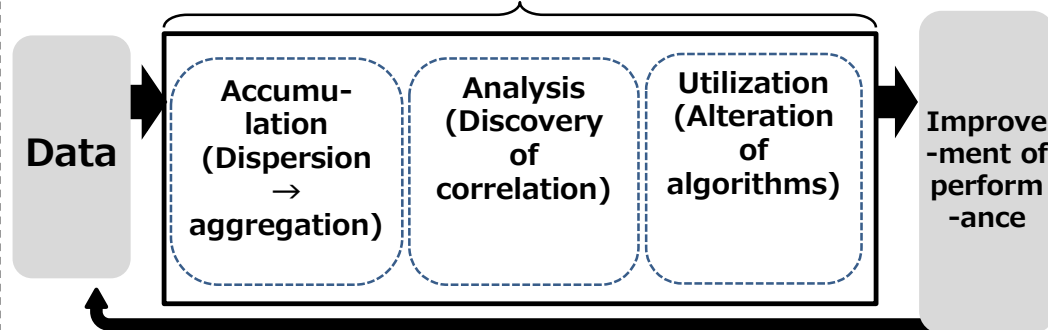 Data
Accumu-
lation
(Dispersion
→
aggregation)
Analysis
(Discovery
of
correlation)
Utilization
(Alteration
of
algorithms)
Improve
-ment of
perform
-ance